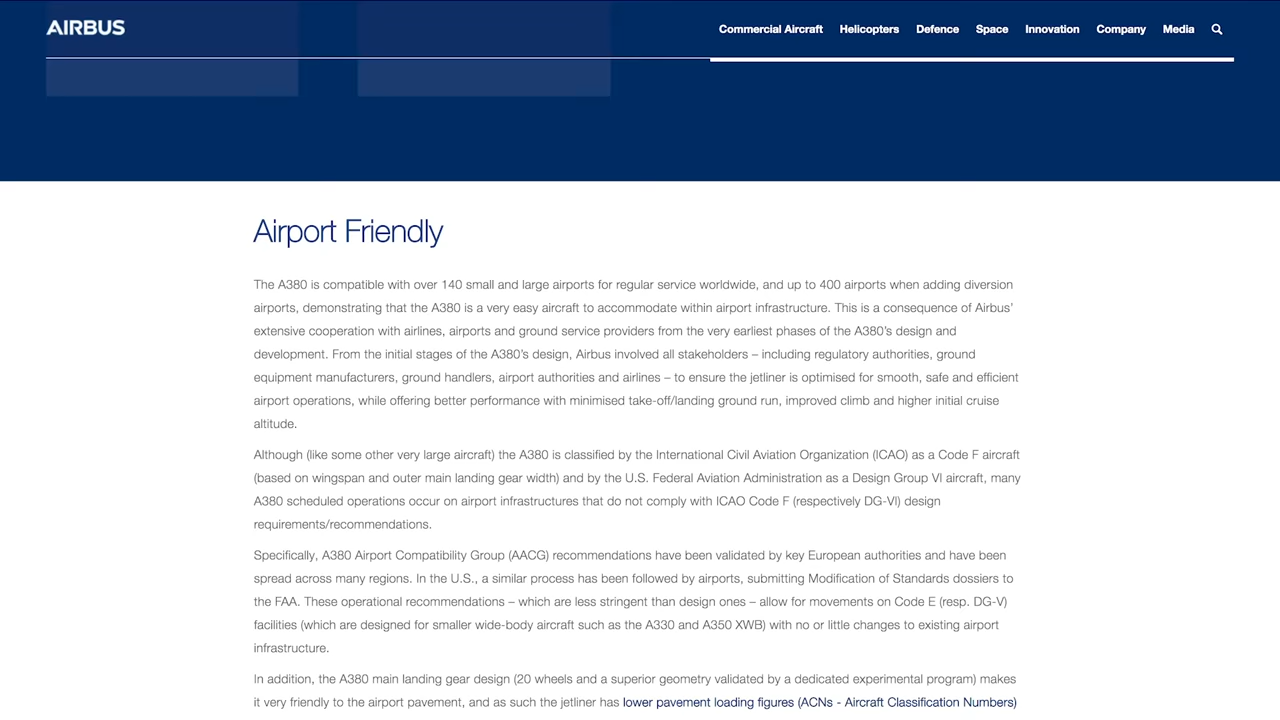 AIRBUS
Commercial Aircraft Helicopters Defence Space Innovation Company Media
Airport Friendly
The A380 is compatible with over 140 small and large airports for regular service worldwide, and up to 400 airports when adding diversion
airports, demonstrating that the A380 is a very easy aircraft to accommodate within airport infrastructure. This is a consequence of Airbus’
extensive cooperation with airlines, airports and ground service providers from the very earliest phases of the A380’s design and
development. From the initial stages of the A380’s design, Airbus involved all stakeholders – including regulatory authorities, ground
equipment manufacturers, ground handlers, airport authorities and airlines – to ensure the jetliner is optimised for smooth, safe and efficient
airport operations, while offering better performance with minimised take-off/landing ground run, improved climb and higher initial cruise
altitude.
Although (like some other very large aircraft) the A380 is classified by the International Civil Aviation Organization (ICAO) as a Code F aircraft
(based on wingspan and outer main landing gear width) and by the U.S. Federal Aviation Administration as a Design Group VI aircraft, many
A380 scheduled operations occur on airport infrastructures that do not comply with ICAO Code F (respectively DG-VI) design
requirements/recommendations.
Specifically, A380 Airport Compatibility Group (AACG) recommendations have been validated by key European authorities and have been
spread across many regions. In the U.S., a similar process has been followed by airports, submitting Modification of Standards dossiers to
the FAA. These operational recommendations – which are less stringent than design ones – allow for movements on Code E (resp. DG-V)
facilities (which are designed for smaller wide-body aircraft such as the A330 and A350 XWB) with no or little changes to existing airport
infrastructure.
In addition, the A380 main landing gear design (20 wheels and a superior geometry validated by a dedicated experimental program) makes
it very friendly to the airport pavement, and as such the jetliner has lower pavement loading figures (ACNs - Aircraft Classification Numbers)